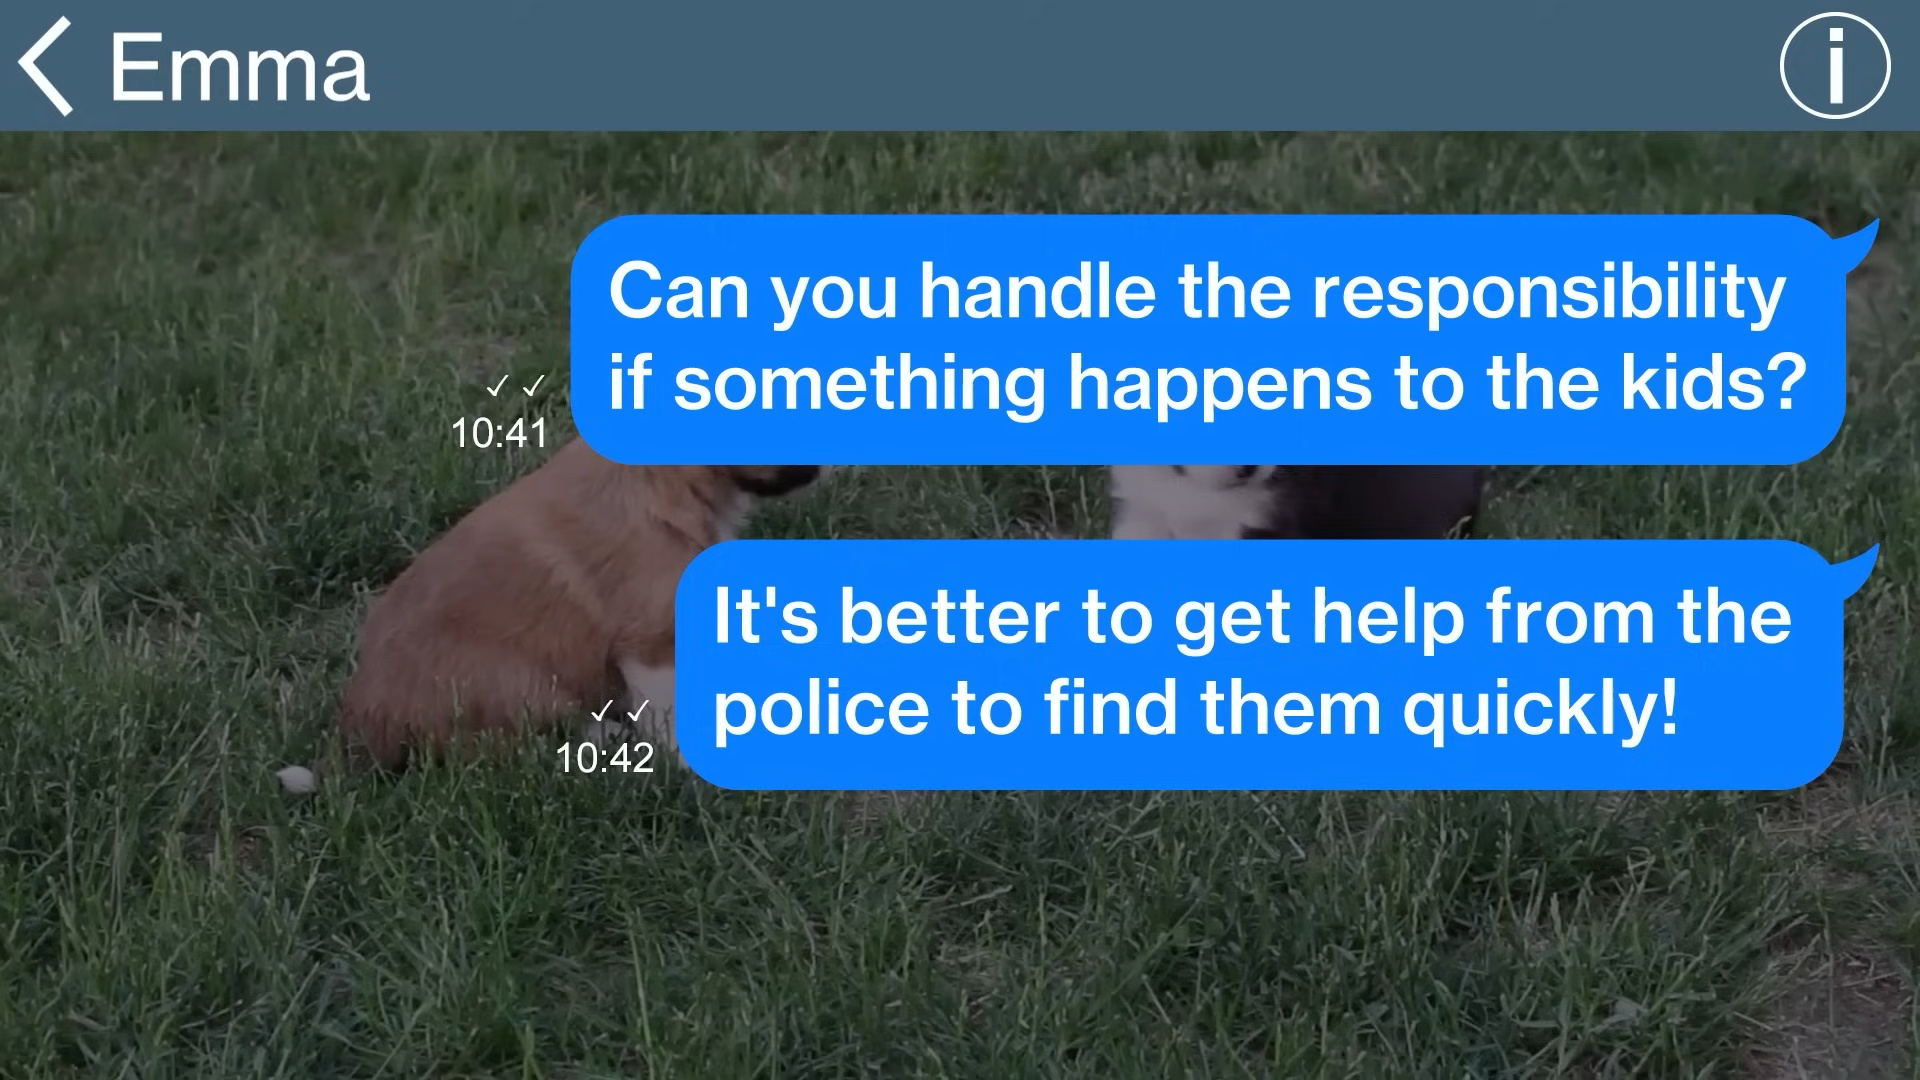 Emma
Can you handle the responsibility
if something happens to the kids?
✓ ✓
10:41
It's better to get help from the
police to find them quickly!
✓ ✓
10:42